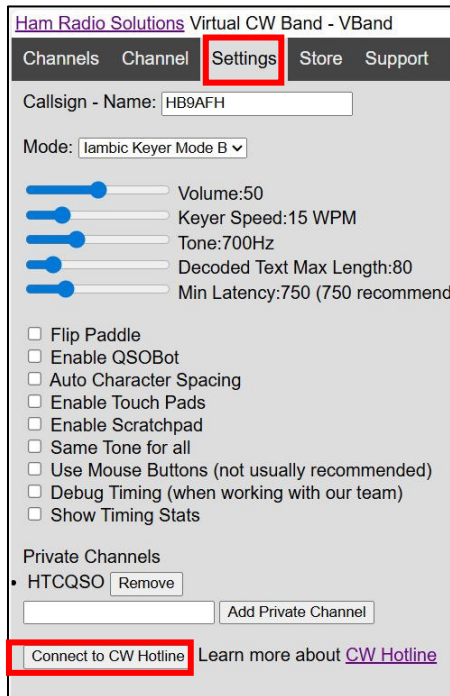 Ham Radio Solutions Virtual CW Band - VBand
Channels Channel Settings Store Support
Callsign - Name: HB9AFH
Mode: Iambic Keyer Mode B
Volume:50
Keyer Speed:15 WPM
Tone:700Hz
Decoded Text Max Length:80
Min Latency:750 (750 recommend
Flip Paddle
Enable QSOBot
Auto Character Spacing
Enable Touch Pads
Enable Scratchpad
Same Tone for all
Use Mouse Buttons (not usually recommended)
Debug Timing (when working with our team)
Show Timing Stats
Private Channels
HTCQSO Remove
Add Private Channel
Connect to CW Hotline Learn more about CW Hotline